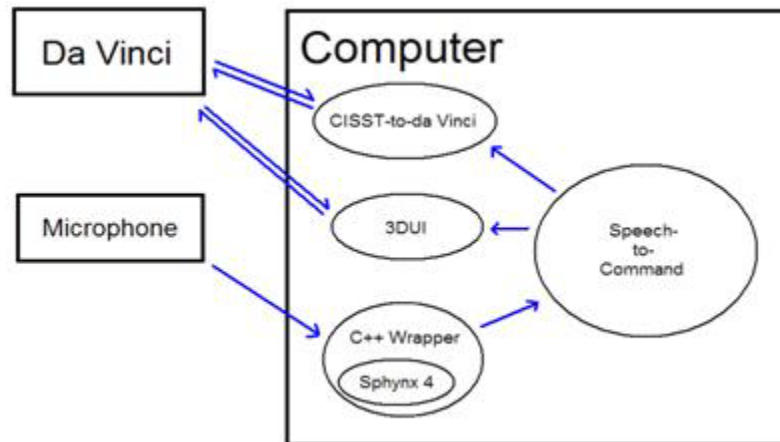 Computer
Da Vinci
CISST-to-da Vinci
Microphone
3DUI
Speech-
to-
Command
C++ Wrapper
Sphynx 4